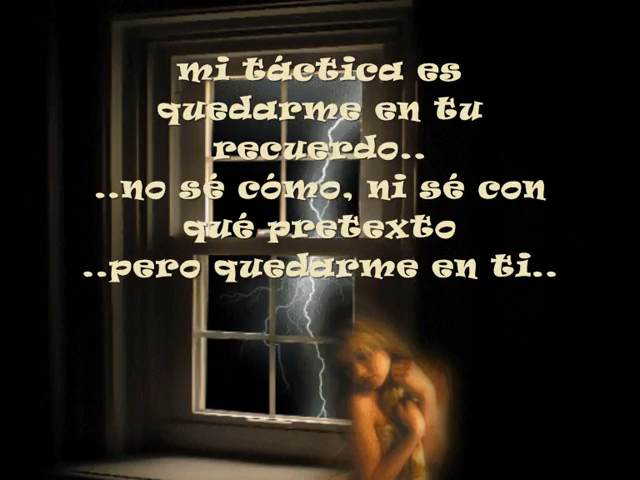 mi táctica es
quedarme en tu
recuerdo..
..no sé cómo, ni sé con
qué pretexto
..pero quedarme en ti..